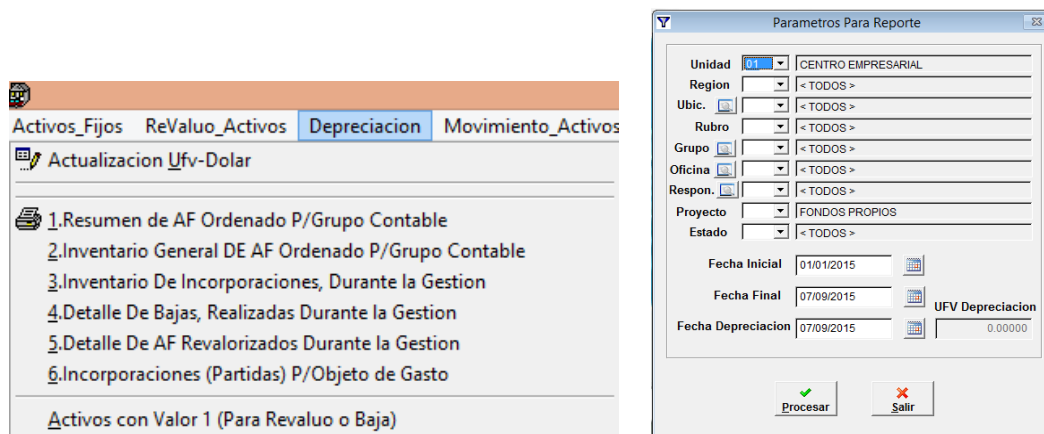 Activos_Fijos ReValuo_Activos Depreciacion Movimiento_Activos
Actualizacion Ufv-Dolar
1.Resumen de AF Ordenado P/Grupo Contable
2.Inventario General DE AF Ordenado P/Grupo Contable
3.Inventario De Incorporaciones, Durante la Gestion
4.Detalle De Bajas, Realizadas Durante la Gestion
5.Detalle De AF Revalorizados Durante la Gestion
6.Incorporaciones (Partidas) P/Objeto de Gasto
Activos con Valor 1 (Para Revaluo o Baja)
Parametros Para Reporte
Unidad 01 CENTRO EMPRESARIAL
Region < TODOS >
Ubic. < TODOS >
Rubro < TODOS >
Grupo < TODOS >
Oficina < TODOS >
Respon. < TODOS >
Proyecto FONDOS PROPIOS
Estado < TODOS >
Fecha Inicial 01/01/2015
Fecha Final 07/09/2015
UFV Depreciacion
Fecha Depreciacion 07/09/2015 0.00000
Procesar Salir